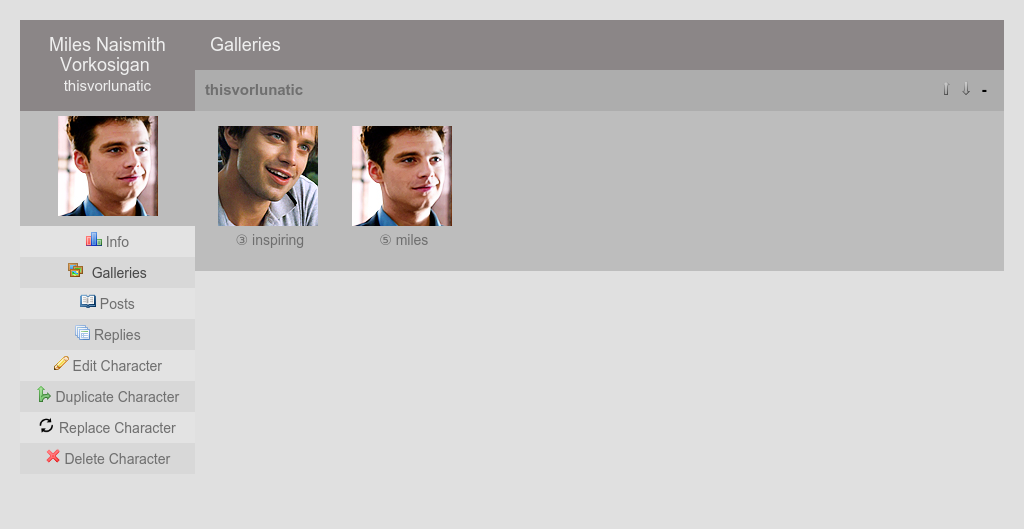 Miles Naismith
Vorkosigan
thisvorlunatic
Galleries
thisvorlunatic
⇑ ⇓ -
③ inspiring
⑤ miles
Info
Galleries
Posts
Replies
Edit Character
Duplicate Character
Replace Character
Delete Character